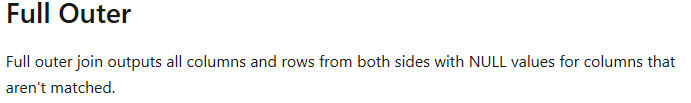 Full Outer
Full outer join outputs all columns and rows from both sides with NULL values for columns that
aren't matched.